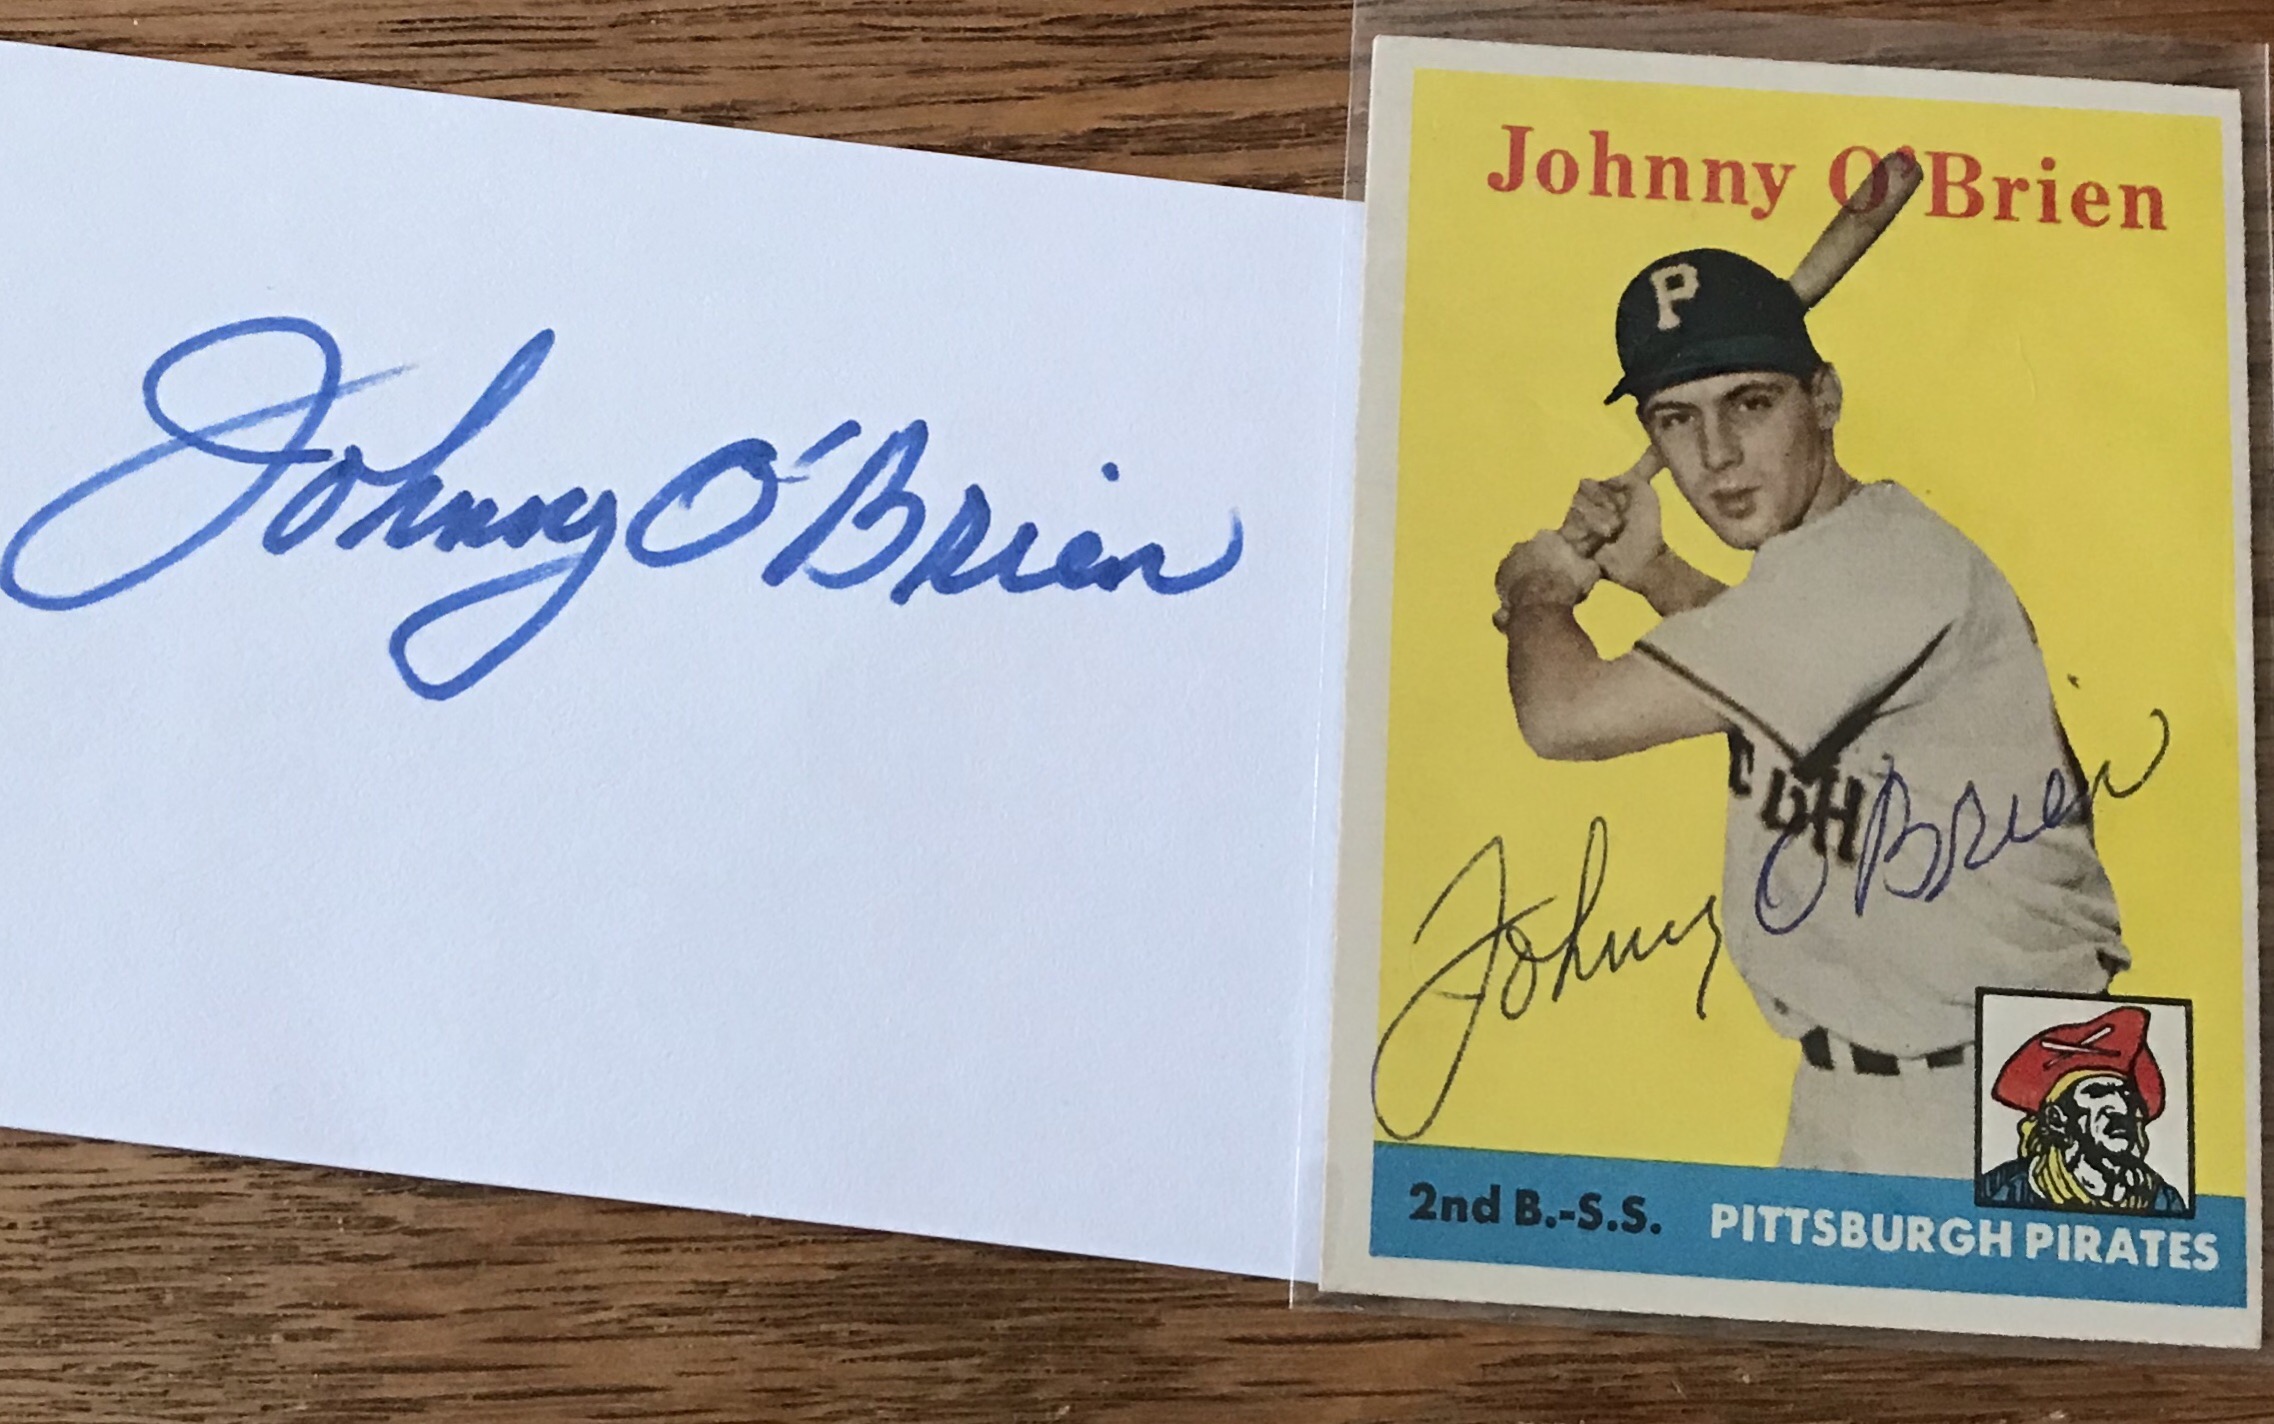 Johnny O'Brien
Johnny O'Brien
P
Johnny O'Brien
2nd B.-S.S. PITTSBURGH PIRATES